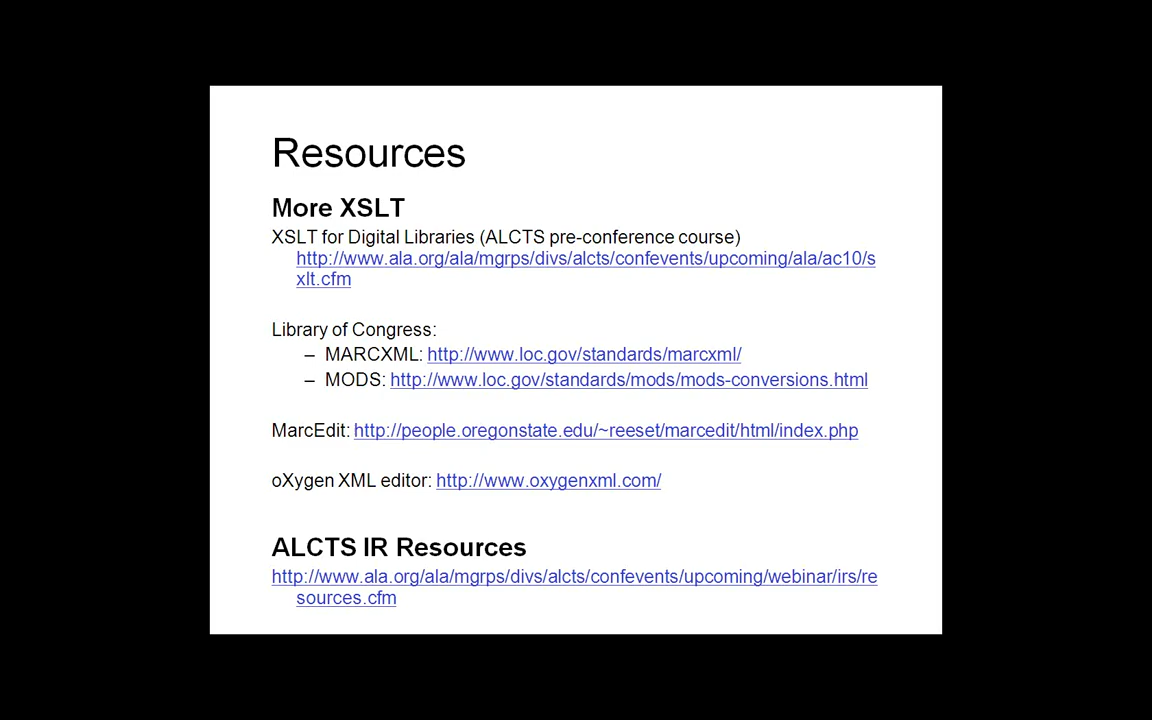 Resources
More XSLT
XSLT for Digital Libraries (ALCTS pre-conference course)
http://www.ala.org/ala/mgrps/divs/alcts/confevents/upcoming/ala/ac10/s
xlt.cfm
Library of Congress:
– MARCXML: http://www.loc.gov/standards/marcxml/
– MODS: http://www.loc.gov/standards/mods/mods-conversions.html
MarcEdit: http://people.oregonstate.edu/~reeset/marcedit/html/index.php
oXygen XML editor: http://www.oxygenxml.com/
ALCTS IR Resources
http://www.ala.org/ala/mgrps/divs/alcts/confevents/upcoming/webinar/irs/re
sources.cfm